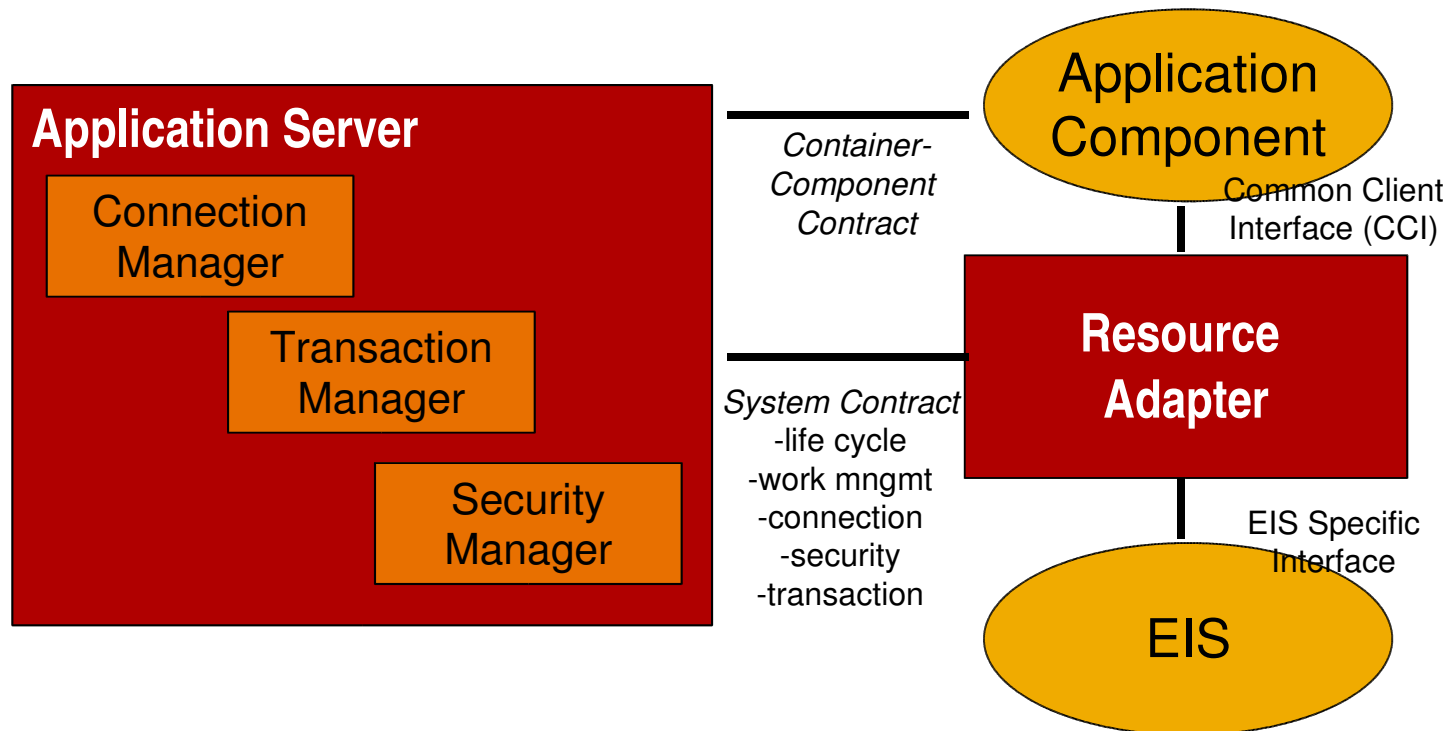 Application Server
Connection
Manager
Transaction
Manager
Security
Manager
Container-
Component
Contract
System Contract
-life cycle
-work mngmt
-connection
-security
-transaction
Application
Component
Common Client
Interface (CCI)
Resource
Adapter
EIS Specific
Interface
EIS